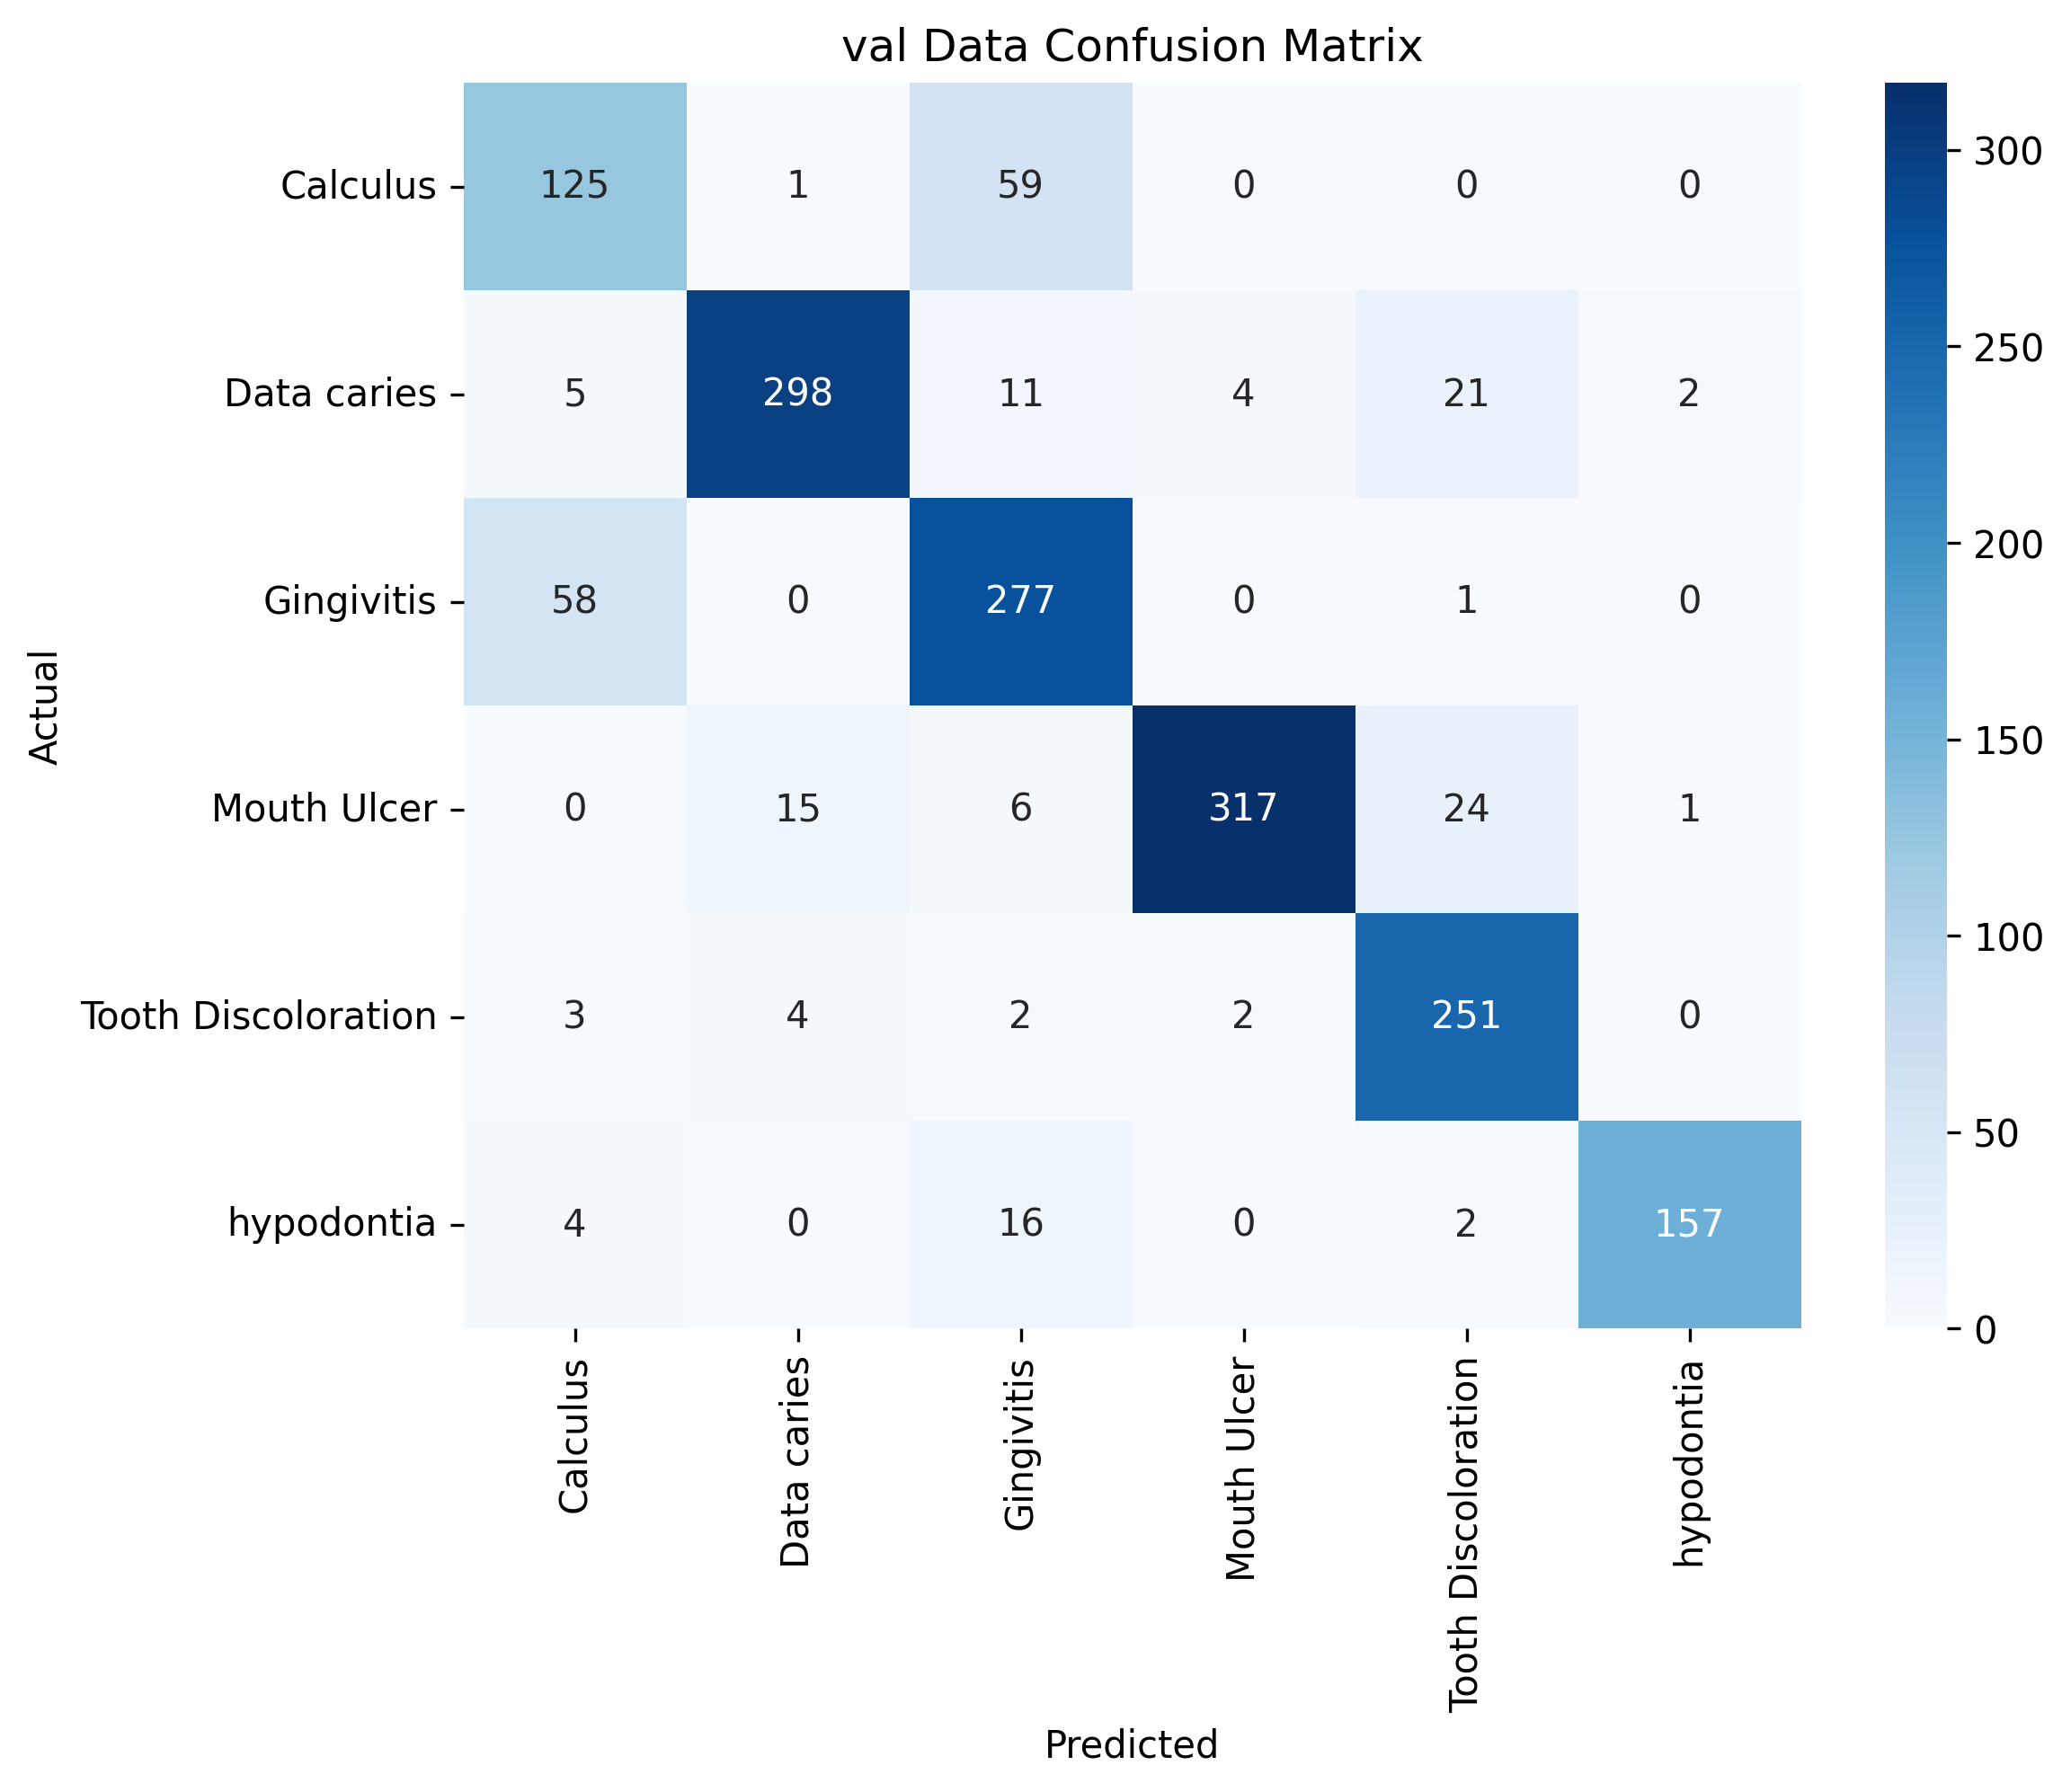 val Data Confusion Matrix
Actual
Calculus 125 1 59 0 0 0
Data caries 5 298 11 4 21 2
Gingivitis 58 0 277 0 1 0
Mouth Ulcer 0 15 6 317 24 1
Tooth Discoloration 3 4 2 2 251 0
hypodontia 4 0 16 0 2 157
Calculus
Data caries
Gingivitis
Mouth Ulcer
Tooth Discoloration
hypodontia
Predicted
300
250
200
150
100
50
0